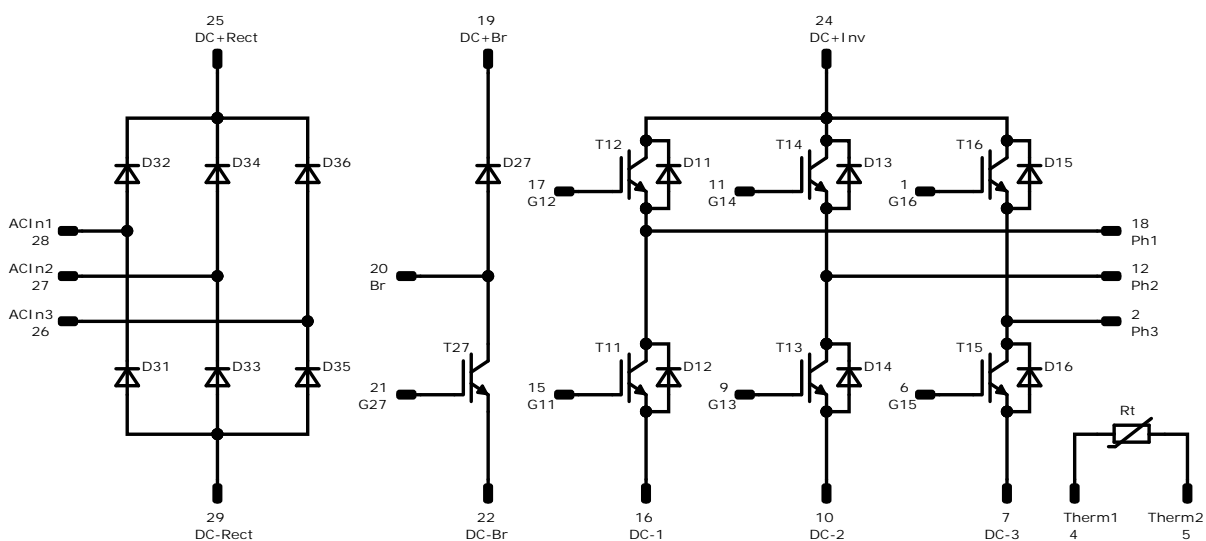 25
DC+Rect
19
DC+Br
24
DC+Inv
D32
D34
D36
D27
T12
D11
T14
D13
T16
D15
17
G12
11
G14
1
G16
ACIn1
28
18
Ph1
ACIn2
27
20
Br
12
Ph2
ACIn3
26
2
Ph3
D31
D33
D35
T27
T11
D12
T13
D14
T15
D16
21
G27
15
G11
9
G13
6
G15
Rt
29
DC-Rect
22
DC-Br
16
DC-1
10
DC-2
7
DC-3
Therm1
4
Therm2
5